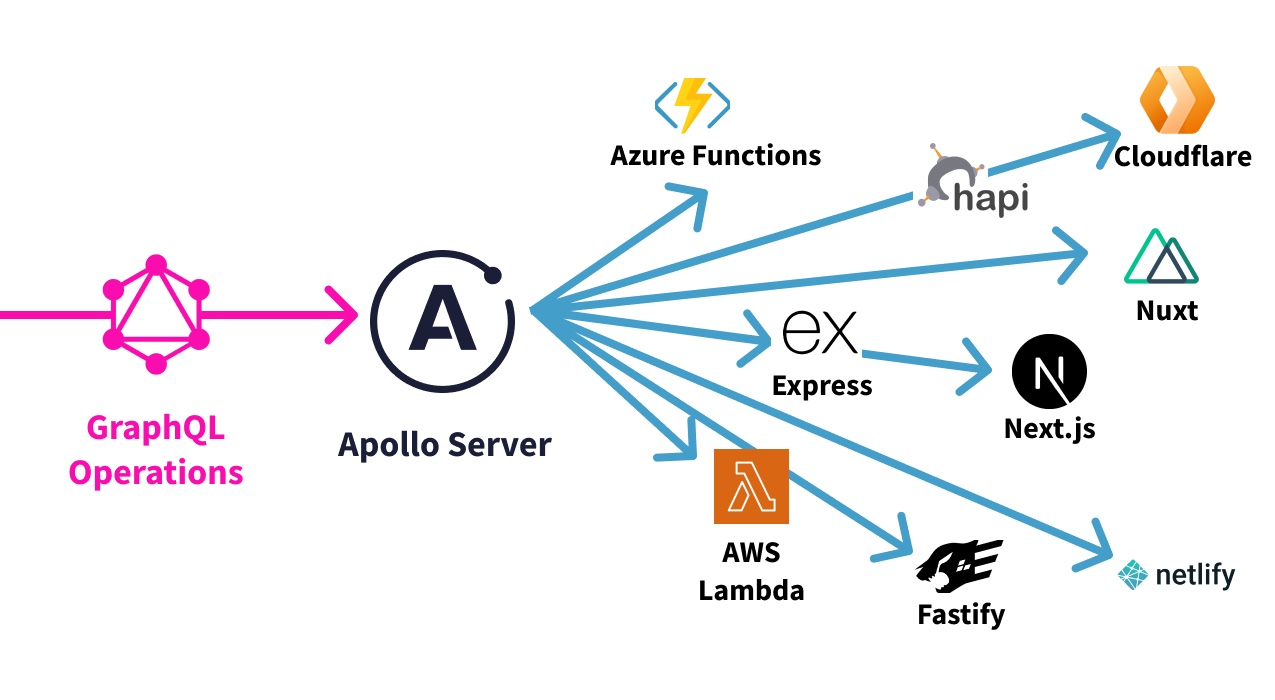 GraphQL
Operations
A
Apollo Server
Azure Functions
hapi
Cloudflare
Nuxt
ex
Express
N
Next.js
AWS
Lambda
Fastify
netlify